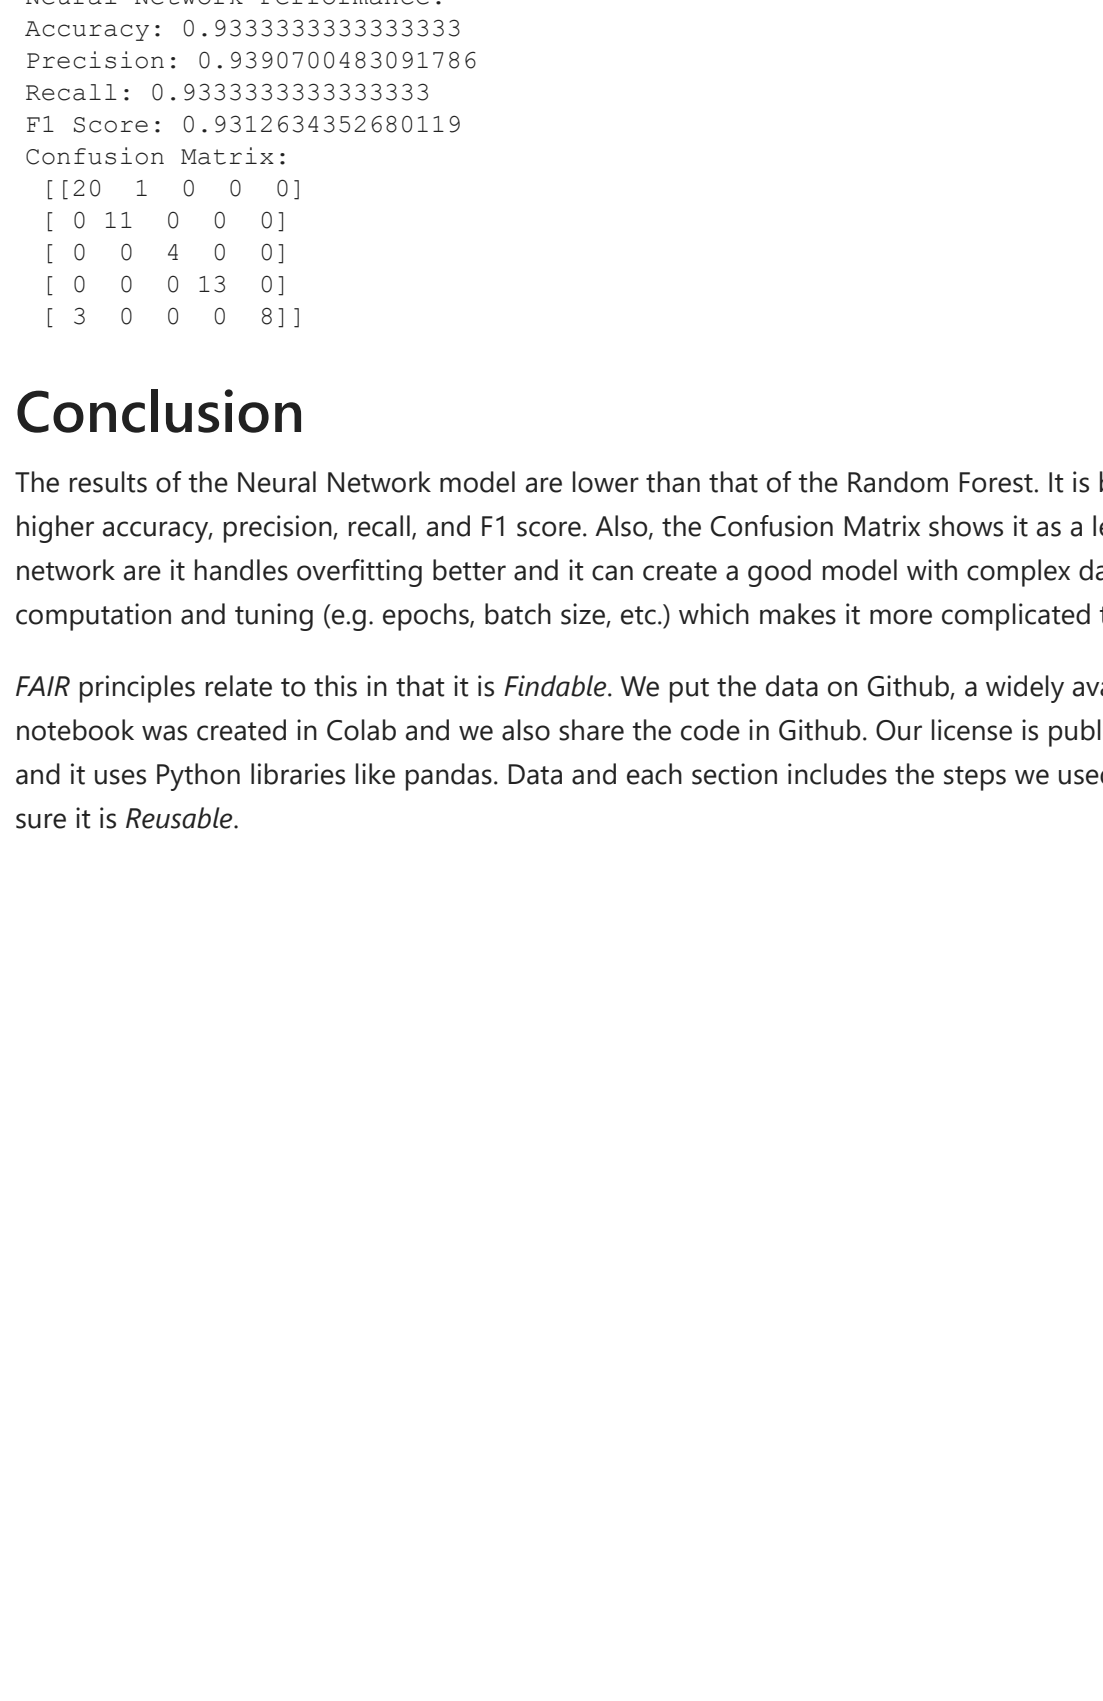 Neural Network Performance:
Accuracy: 0.9333333333333333
Precision: 0.9390700483091786
Recall: 0.9333333333333333
F1 Score: 0.9312634352680119
Confusion Matrix:
[[20 1 0 0 0]
[ 0 11 0 0 0]
[ 0 0 4 0 0]
[ 0 0 0 13 0]
[ 3 0 0 0 8]]
Conclusion
The results of the Neural Network model are lower than that of the Random Forest. It is
higher accuracy, precision, recall, and F1 score. Also, the Confusion Matrix shows it as a
network are it handles overfitting better and it can create a good model with complex
computation and tuning (e.g. epochs, batch size, etc.) which makes it more complicated
FAIR principles relate to this in that it is Findable. We put the data on Github, a widely
notebook was created in Colab and we also share the code in Github. Our license is
and it uses Python libraries like pandas. Data and each section includes the steps we
sure it is Reusable.